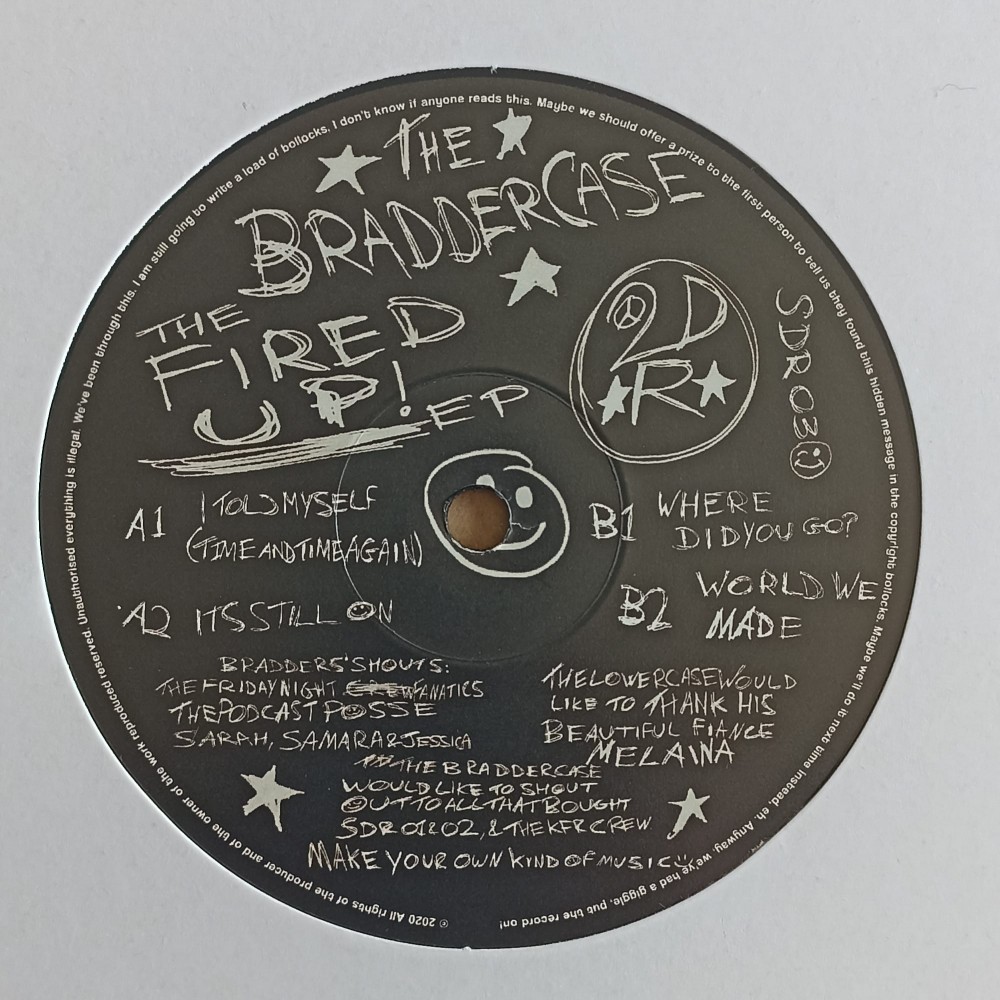 THE
BRADDERCASE
THE
FIRED
UP!
EP
2D
R
SDR03
A1 I TOLD MYSELF
(TIME AND TIME AGAIN)
A2 ITS STILL ON
B1 WHERE
DID YOU GO?
B2 WORLD WE
MADE
BRADDERS' SHOUTS:
THE FRIDAY NIGHT FANATICS
THE PODCAST POSSE
SARAH, SAMARA & JESSICA
THE LOWERCASE WOULD
LIKE TO THANK HIS
BEAUTIFUL FIANCE
MELAINA
THE BRADDERCASE
WOULD LIKE TO SHOUT
OUT TO ALL THAT BOUGHT
SDR 01 & 02, & THE KFR CREW
MAKE YOUR OWN KIND OF MUSIC
© 2020 All rights of the producer and of the owner of the work reproduced reserved. Unauthorised everything is illegal. We've been through this. I am still going to write a load of bollocks. I don't know if anyone reads this. Maybe we should offer a prize to the first person to tell us they found this hidden message in the copyright bollocks. Maybe we'll do it next time instead, eh. Anyway, we've had a giggle, put the record on!